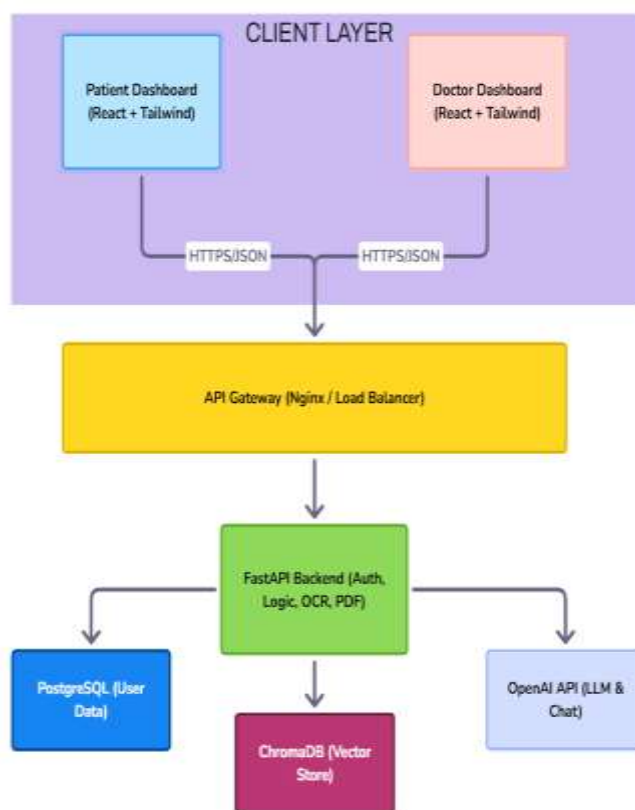 CLIENT LAYER
Patient Dashboard
(React + Tailwind)
Doctor Dashboard
(React + Tailwind)
HTTPS/JSON
HTTPS/JSON
API Gateway (Nginx / Load Balancer)
FastAPI Backend (Auth,
Logic, OCR, PDF)
PostgreSQL (User
Data)
OpenAI API (LLM &
Chat)
ChromaDB (Vector
Store)